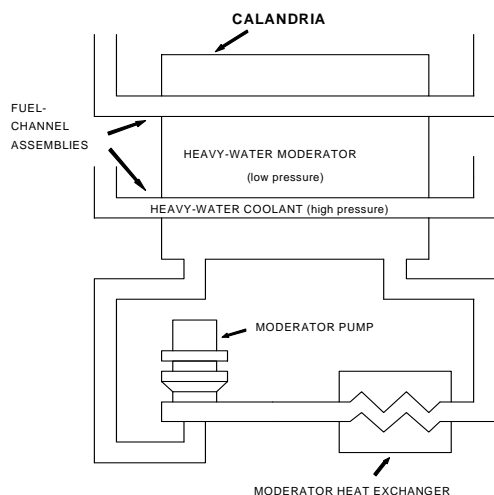 CALANDRIA
FUEL-
CHANNEL
ASSEMBLIES
HEAVY-WATER MODERATOR
(low pressure)
HEAVY-WATER COOLANT (high pressure)
MODERATOR PUMP
MODERATOR HEAT EXCHANGER